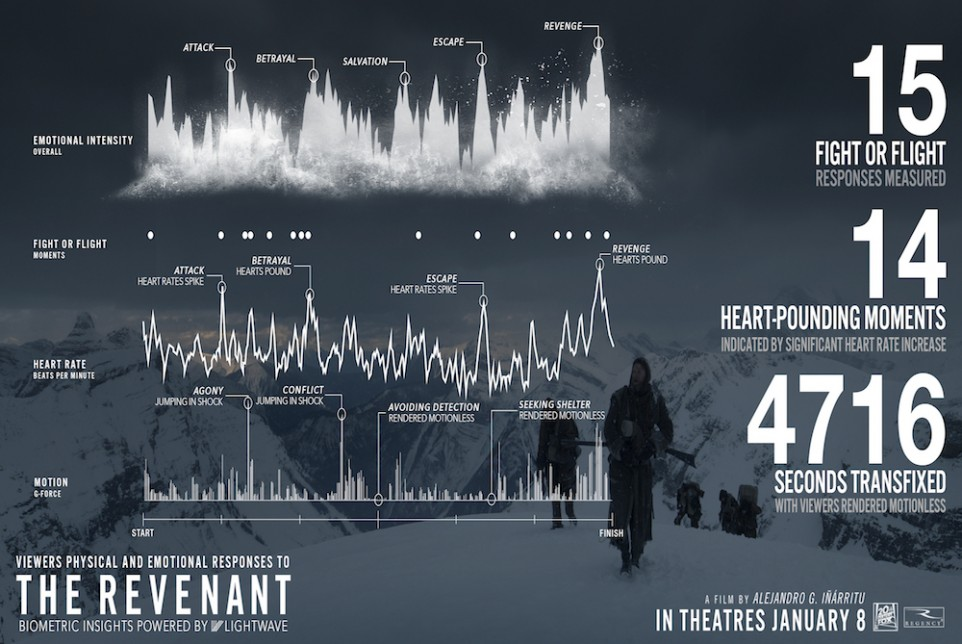 REVENGE
ESCAPE
ATTACK
BETRAYAL
SALVATION
EMOTIONAL INTENSITY
OVERALL
15
FIGHT OR FLIGHT
RESPONSES MEASURED
FIGHT OR FLIGHT
MOMENTS
14
HEART-POUNDING MOMENTS
INDICATED BY SIGNIFICANT HEART RATE INCREASE
REVENGE
HEARTS POUND
BETRAYAL
HEARTS POUND
ATTACK
HEART RATES SPIKE
ESCAPE
HEART RATES SPIKE
HEART RATE
BEATS PER MINUTE
4716
SECONDS TRANSFIXED
WITH VIEWERS RENDERED MOTIONLESS
AGONY
JUMPING IN SHOCK
CONFLICT
JUMPING IN SHOCK
AVOIDING DETECTION
RENDERED MOTIONLESS
SEEKING SHELTER
RENDERED MOTIONLESS
MOTION
G-FORCE
START
FINISH
VIEWERS PHYSICAL AND EMOTIONAL RESPONSES TO
THE REVENANT
BIOMETRIC INSIGHTS POWERED BY LIGHTWAVE
A FILM BY ALEJANDRO G. IÑÁRRITU
IN THEATRES JANUARY 8
20TH
CENTURY
FOX
REGENCY